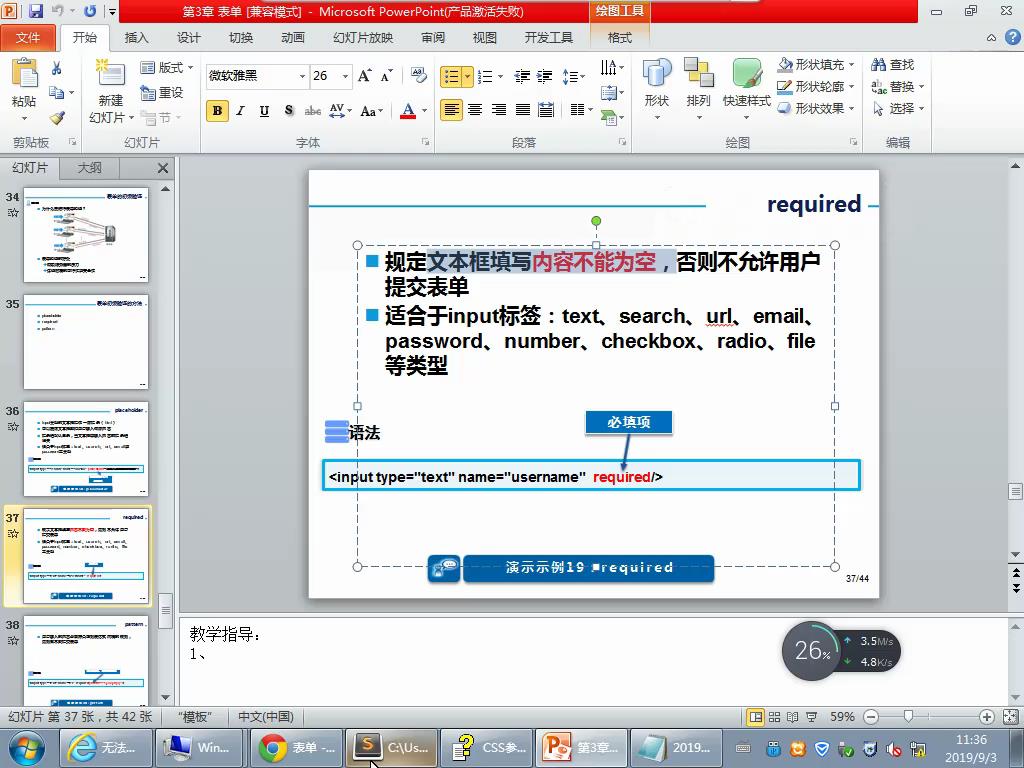 第3章 表单 [兼容模式] - Microsoft PowerPoint(产品激活失败)
绘图工具
文件 开始 插入 设计 切换 动画 幻灯片放映 审阅 视图 开发工具 格式
粘贴
新建
幻灯片
版式
重设
节
微软雅黑 26
B I U S abc AV Aa A
形状 排列 快速样式
形状填充
形状轮廓
形状效果
查找
替换
选择
剪贴板 幻灯片 字体 段落 绘图 编辑
幻灯片 大纲
34
35
36
placeholder
37
required
38
pattern
required
规定文本框填写内容不能为空，否则不允许用户
提交表单
适合于input标签：text、search、url、email、
password、number、checkbox、radio、file
等类型
必填项
语法
<input type="text" name="username" required/>
演示示例19：required
37/44
教学指导：
1、
26%
3.5M/s
4.8K/s
幻灯片 第 37 张，共 42 张 "模板" 中文(中国) 59%
无法... Win... 表单 -... C:\Us... CSS参... 第3章... 2019...
11:36
2019/9/3